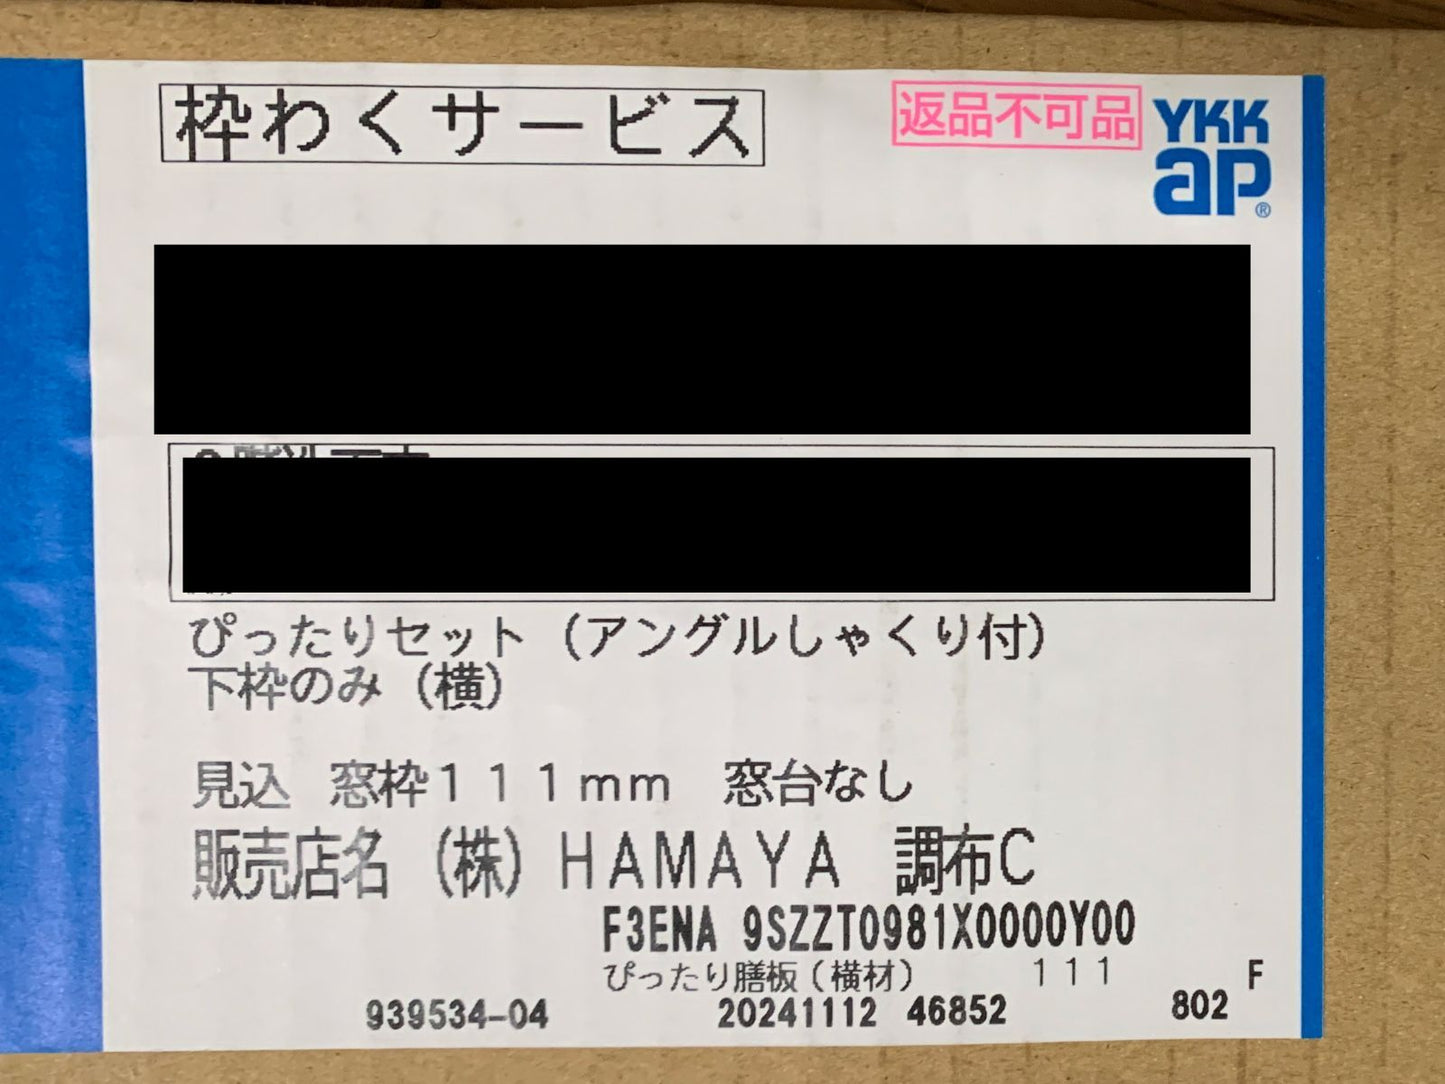 枠わくサービス
返品不可品
YKK
ap®
ぴったりセット（アングルしゃくり付）
下枠のみ（横）
見込　窓枠１１１ｍｍ　窓台なし
販売店名（株）ＨＡＭＡＹＡ　調布C
F3ENA 9SZZT0981X0000Y00
ぴったり膳板（横材）　１１１　F
939534-04　20241112 46852　802